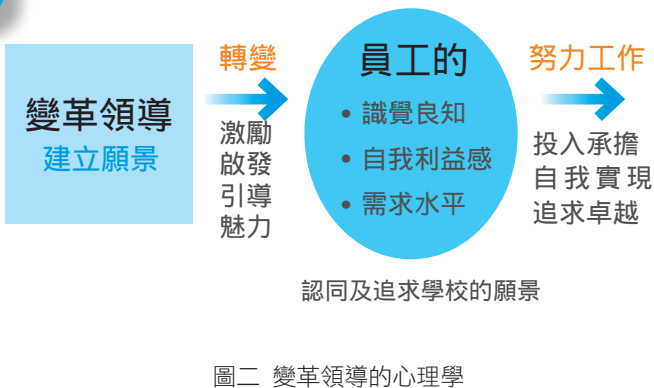 變革領導
建立願景
轉變
激勵
啟發
引導
魅力
員工的
• 識覺良知
• 自我利益感
• 需求水平
努力工作
投入承擔
自我實現
追求卓越
認同及追求學校的願景
圖二 變革領導的心理學